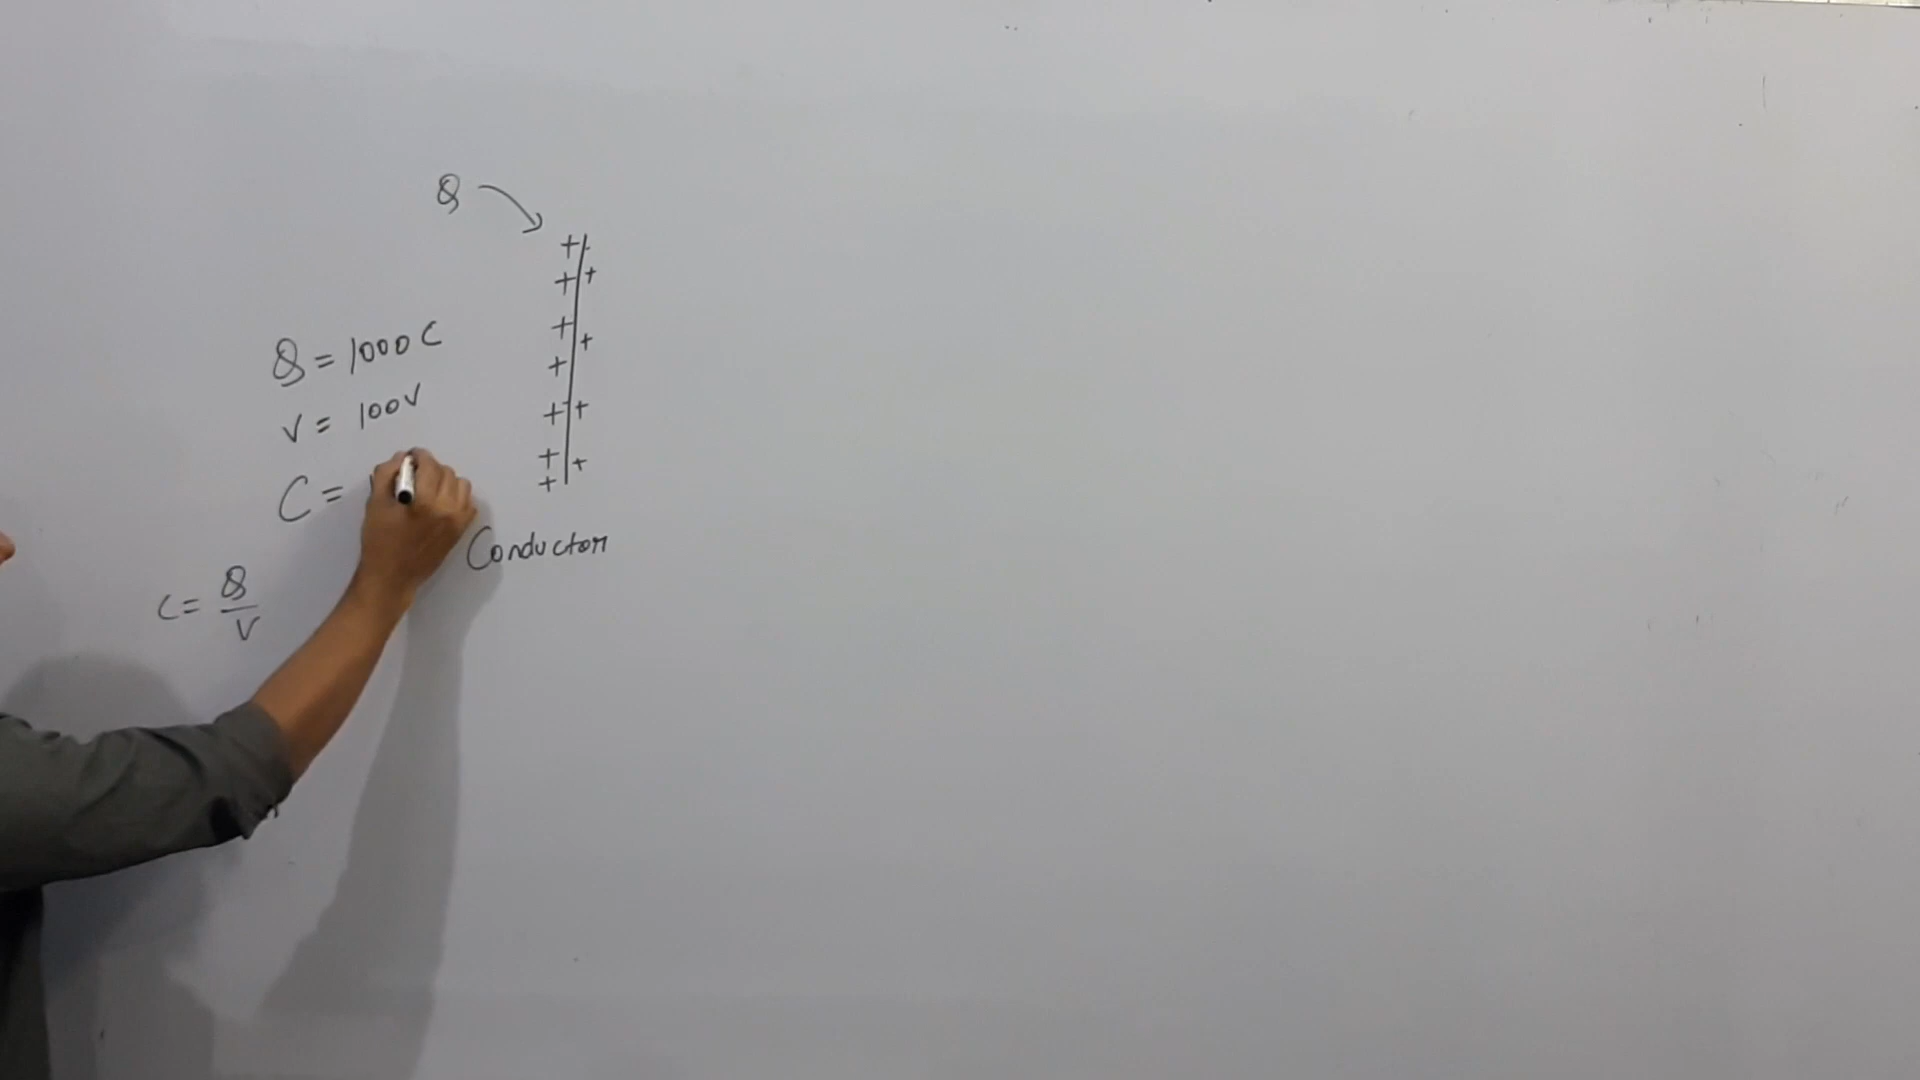 Q
Q = 1000 C
V = 100V
C =
Conductor
C = Q/V